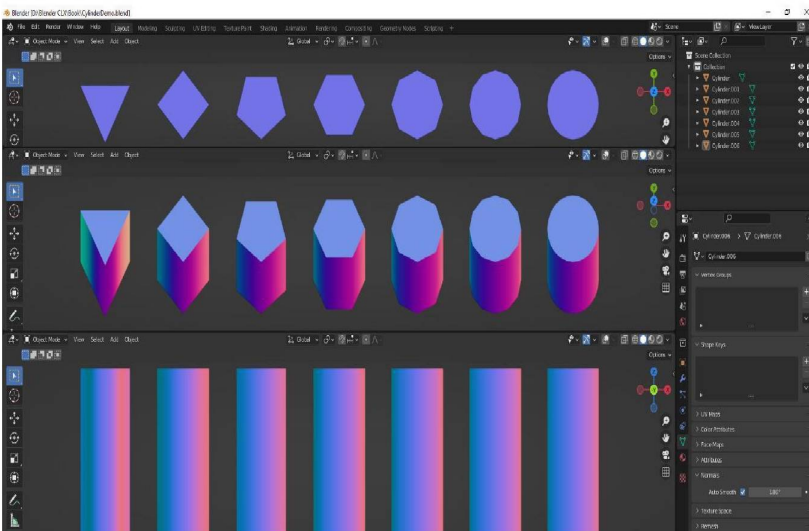 Blender [D:\Blender CLI\Book\CylinderDemo.blend]
File Edit Render Window Help Layout Modeling Sculpting UV Editing Texture Paint Shading Animation Rendering Compositing Geometry Nodes Scripting + Scene ViewLayer
Object Mode View Select Add Object Global
Options
Scene Collection
Collection
Cylinder
Cylinder.001
Cylinder.002
Cylinder.003
Cylinder.004
Cylinder.005
Cylinder.006
Object Mode View Select Add Object Global
Options
Cylinder.006 > Cylinder.006
Cylinder.006
Vertex Groups
Shape Keys
Object Mode View Select Add Object Global
Options
UV Maps
Color Attributes
Face Maps
Attributes
Normals
Auto Smooth 180°
Texture Space
Remesh